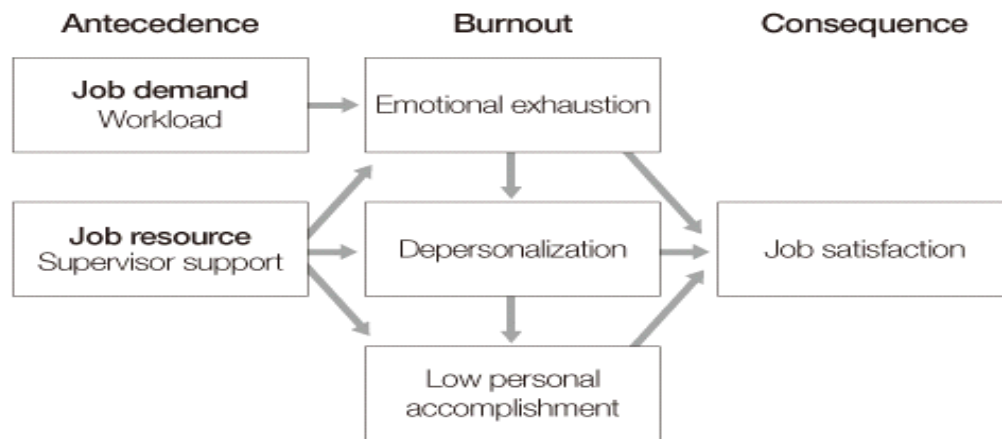 Antecedence
Burnout
Consequence
Job demand
Workload
Emotional exhaustion
Job resource
Supervisor support
Depersonalization
Job satisfaction
Low personal
accomplishment